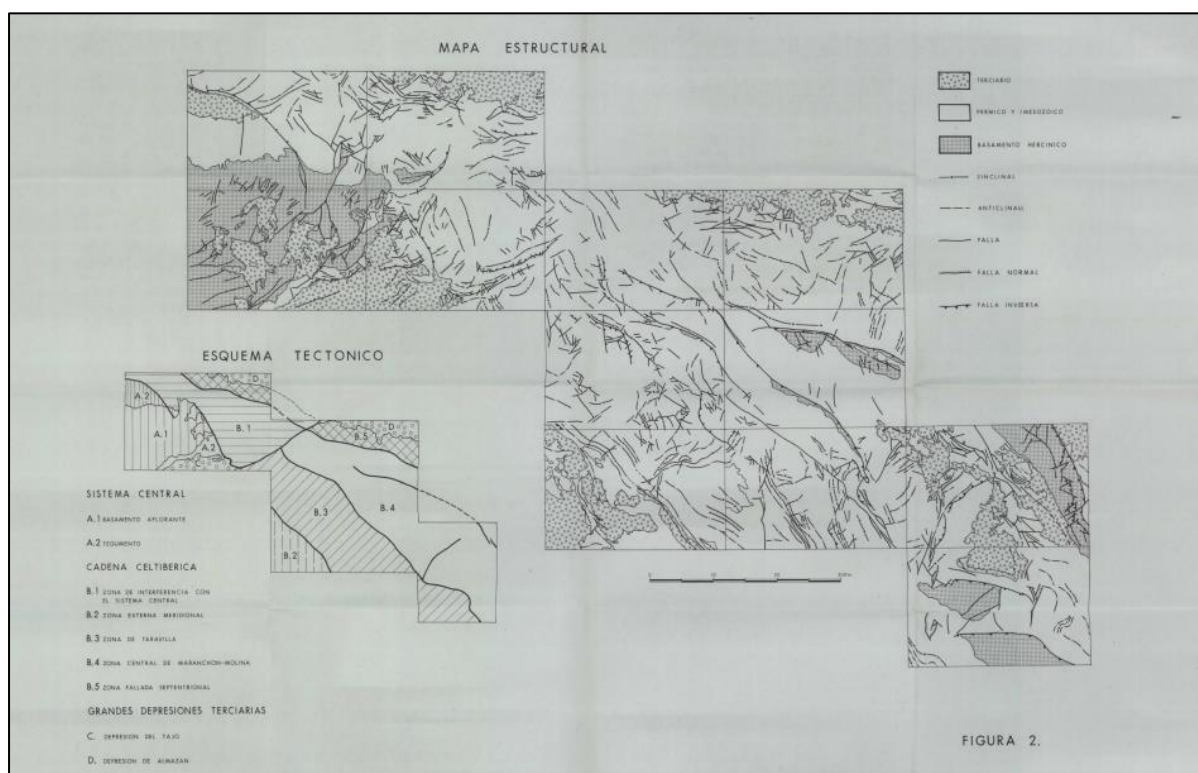 MAPA ESTRUCTURAL
TERCIARIO
PERMICO Y MESOZOICO
BASAMENTO HERCINICO
SINCLINAL
ANTICLINAL
FALLA
FALLA NORMAL
FALLA INVERSA
ESQUEMA TECTONICO
D
A.2
A.1
B.1
A.2
C
D
B.5
B.4
B.3
B.2
SISTEMA CENTRAL
A.1 BASAMENTO AFLORANTE
A.2 TEGUMENTO
CADENA CELTIBERICA
B.1 ZONA DE INTERFERENCIA CON
EL SISTEMA CENTRAL
B.2 ZONA EXTERNA MERIDIONAL
B.3 ZONA DE TARAVILLA
B.4 ZONA CENTRAL DE MARANCHON-MOLINA
B.5 ZONA FALLADA SEPTENTRIONAL
GRANDES DEPRESIONES TERCIARIAS
C. DEPRESION DEL TAJO
D. DEPRESION DE ALMAZAN
0
FIGURA 2.